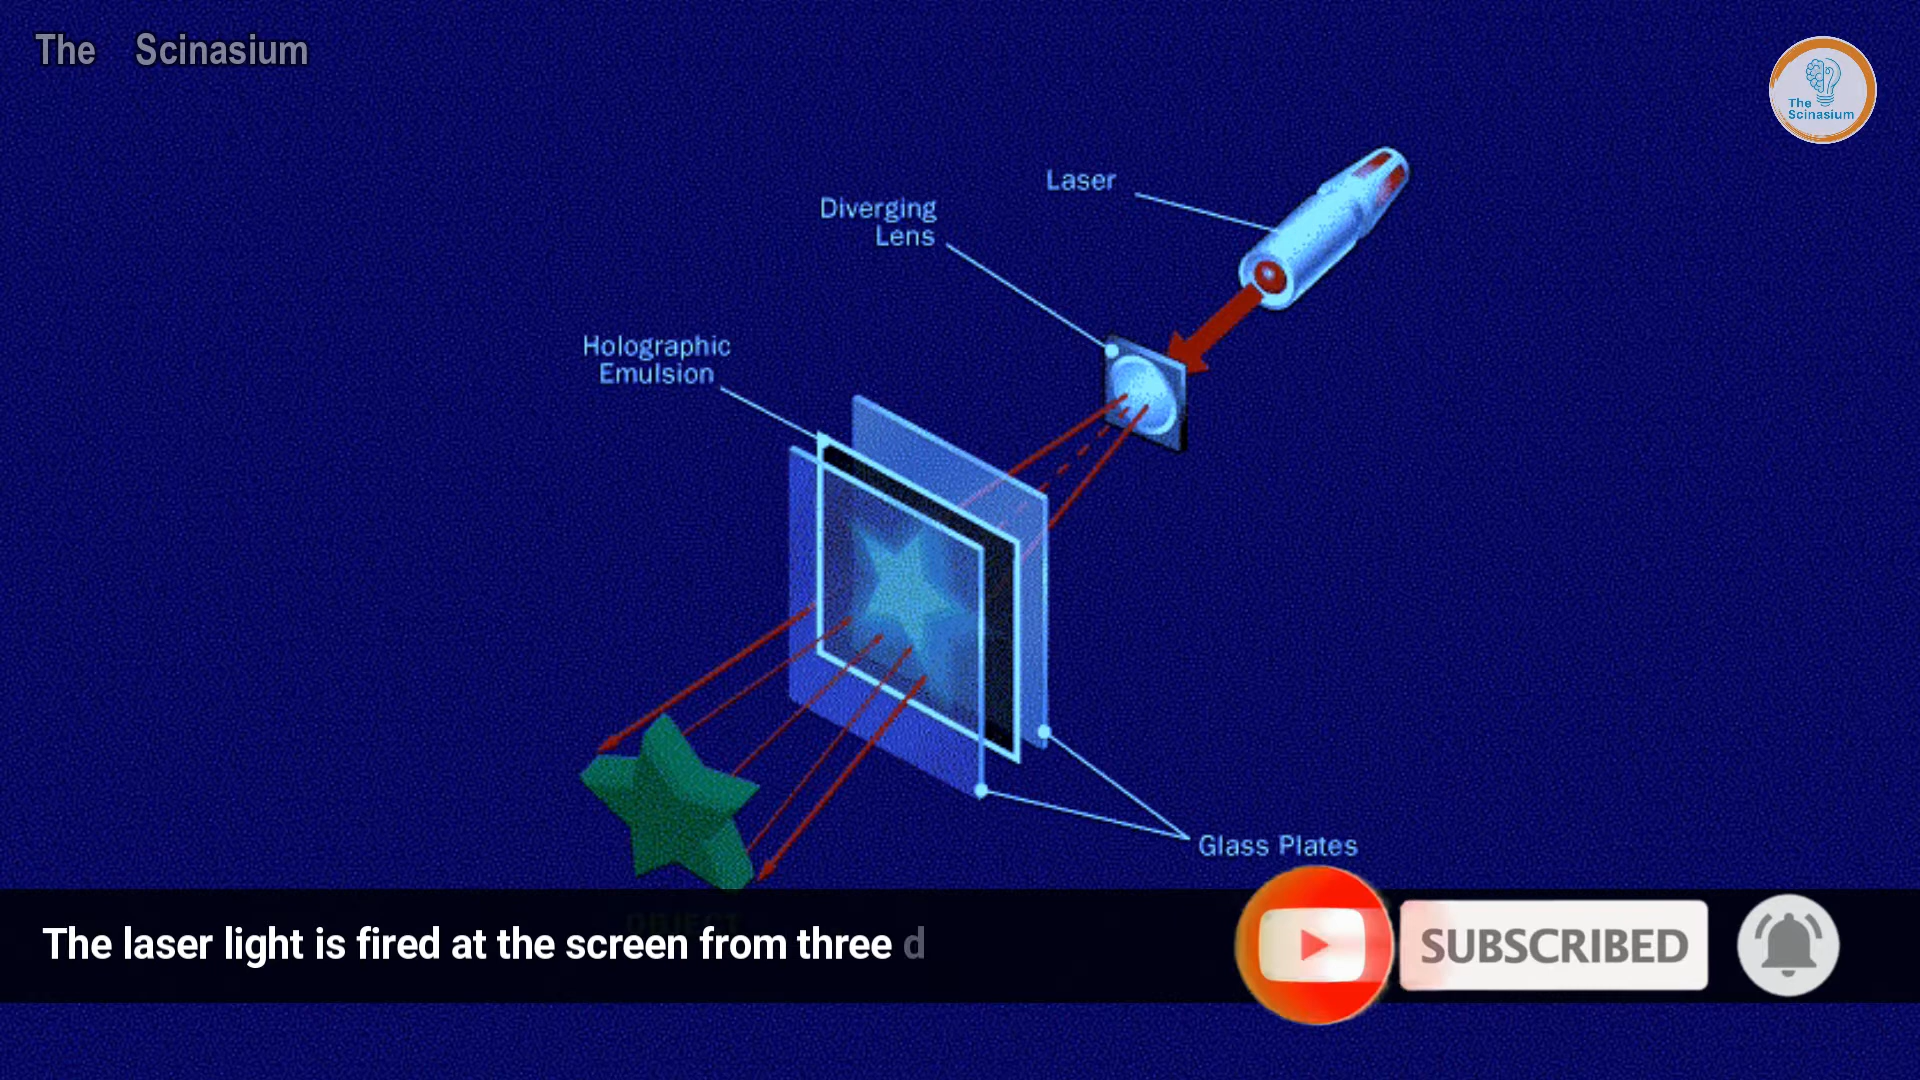 The Scinasium
The
Scinasium
Laser
Diverging
Lens
Holographic
Emulsion
Glass Plates
OBJECT
The laser light is fired at the screen from three d
SUBSCRIBED